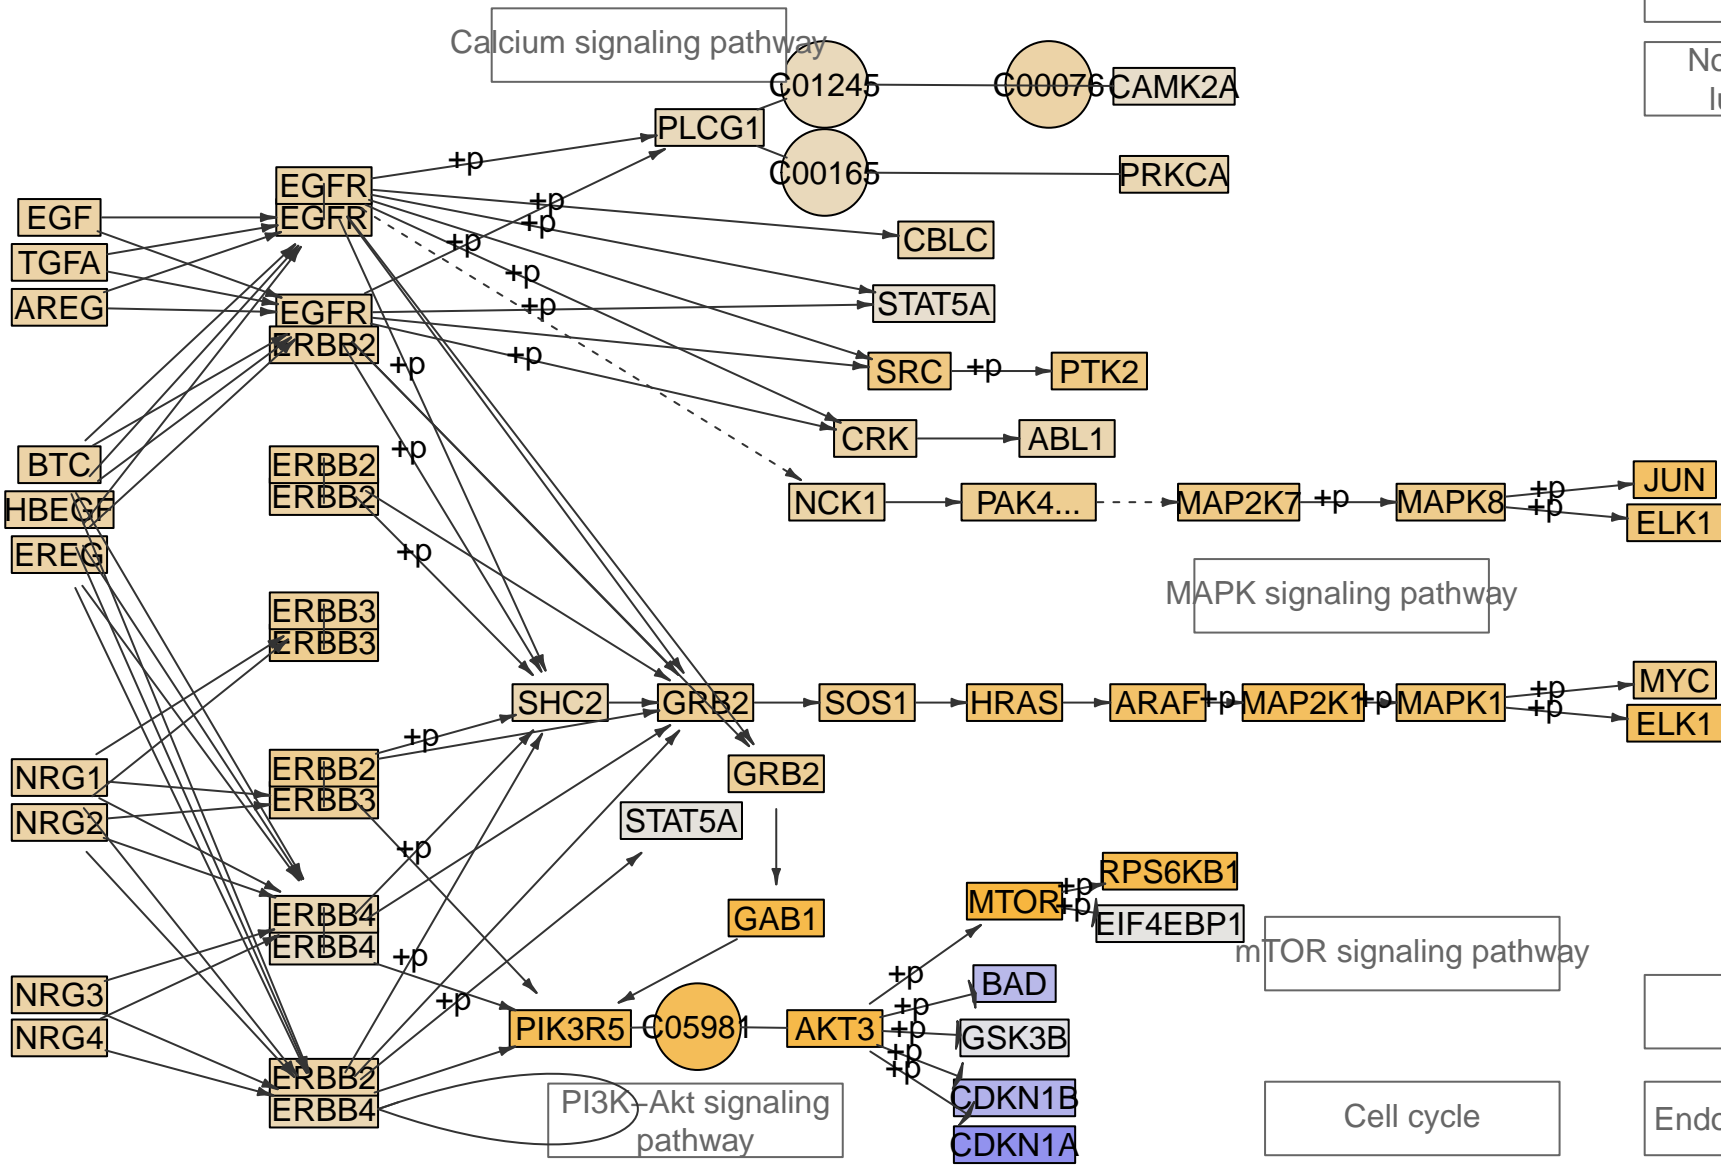 Calcium signaling pathway
C01245
C00076
CAMK2A
PLCG1
C00165
PRKCA
+p
EGFR
EGFR
EGF
TGFA
AREG
+p
+p
+p
+p
+p
+p
+p
CBLC
STAT5A
EGFR
ERBB2
SRC
+p
PTK2
CRK
ABL1
BTC
HBEGF
EREG
ERBB2
ERBB2
+p
+p
NCK1
PAK4...
MAP2K7
+p
MAPK8
+p
+p
JUN
ELK1
MAPK signaling pathway
ERBB3
ERBB3
SHC2
GRB2
SOS1
HRAS
ARAF
+p
MAP2K1
+p
MAPK1
+p
+p
MYC
ELK1
NRG1
NRG2
ERBB2
ERBB3
+p
GRB2
STAT5A
+p
ERBB4
ERBB4
+p
+p
GAB1
MTOR
+p
+p
RPS6KB1
EIF4EBP1
mTOR signaling pathway
NRG3
NRG4
PIK3R5
C05981
AKT3
+p
+p
+p
+p
+p
BAD
GSK3B
CDKN1B
CDKN1A
ERBB2
ERBB4
PI3K–Akt signaling
pathway
Cell cycle